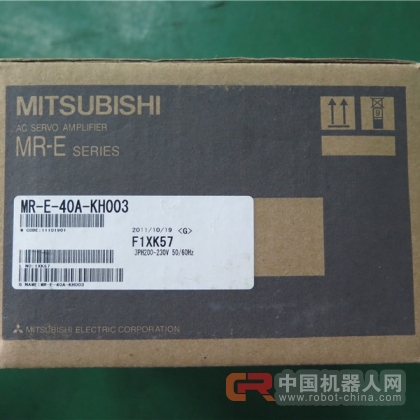 MITSUBISHI
AC SERVO AMPLIFIER
MR-E SERIES
MR-E-40A-KH003
2011/10/19 <G>
F1XK57
3PH200-230V 50/60Hz
MITSUBISHI ELECTRIC CORPORATION
中国机器人网
www.robot-china.com